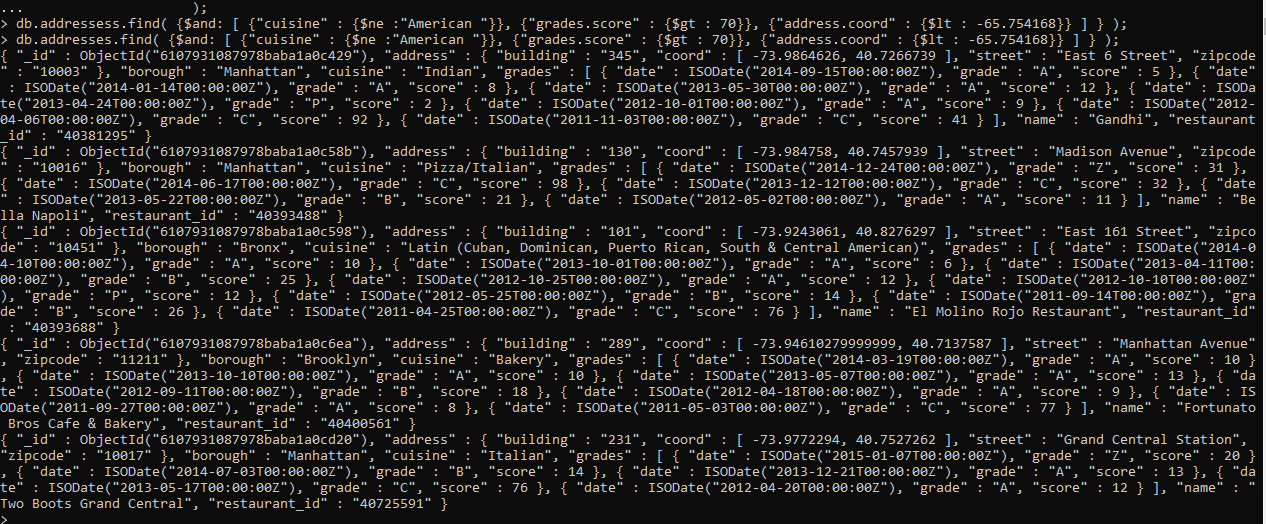 ...                     );
> db.addressess.find( {$and: [ {"cuisine" : {$ne :"American "}}, {"grades.score" : {$gt : 70}}, {"address.coord" : {$lt : -65.754168}} ] } );
> db.addresses.find( {$and: [ {"cuisine" : {$ne :"American "}}, {"grades.score" : {$gt : 70}}, {"address.coord" : {$lt : -65.754168}} ] } );
{ "_id" : ObjectId("6107931087978baba1a0c429"), "address" : { "building" : "345", "coord" : [ -73.9864626, 40.7266739 ], "street" : "East 6 Street", "zipcode
" : "10003" }, "borough" : "Manhattan", "cuisine" : "Indian", "grades" : [ { "date" : ISODate("2014-09-15T00:00:00Z"), "grade" : "A", "score" : 5 }, { "date"
 : ISODate("2014-01-14T00:00:00Z"), "grade" : "A", "score" : 8 }, { "date" : ISODate("2013-05-30T00:00:00Z"), "grade" : "A", "score" : 12 }, { "date" : ISODa
te("2013-04-24T00:00:00Z"), "grade" : "P", "score" : 2 }, { "date" : ISODate("2012-10-01T00:00:00Z"), "grade" : "A", "score" : 9 }, { "date" : ISODate("2012-
04-06T00:00:00Z"), "grade" : "C", "score" : 92 }, { "date" : ISODate("2011-11-03T00:00:00Z"), "grade" : "C", "score" : 41 } ], "name" : "Gandhi", "restaurant
_id" : "40381295" }
{ "_id" : ObjectId("6107931087978baba1a0c58b"), "address" : { "building" : "130", "coord" : [ -73.984758, 40.7457939 ], "street" : "Madison Avenue", "zipcode
" : "10016" }, "borough" : "Manhattan", "cuisine" : "Pizza/Italian", "grades" : [ { "date" : ISODate("2014-12-24T00:00:00Z"), "grade" : "Z", "score" : 31 },
{ "date" : ISODate("2014-06-17T00:00:00Z"), "grade" : "C", "score" : 98 }, { "date" : ISODate("2013-12-12T00:00:00Z"), "grade" : "C", "score" : 32 }, { "date
" : ISODate("2013-05-22T00:00:00Z"), "grade" : "B", "score" : 21 }, { "date" : ISODate("2012-05-02T00:00:00Z"), "grade" : "A", "score" : 11 } ], "name" : "Be
lla Napoli", "restaurant_id" : "40393488" }
{ "_id" : ObjectId("6107931087978baba1a0c598"), "address" : { "building" : "101", "coord" : [ -73.9243061, 40.8276297 ], "street" : "East 161 Street", "zipco
de" : "10451" }, "borough" : "Bronx", "cuisine" : "Latin (Cuban, Dominican, Puerto Rican, South & Central American)", "grades" : [ { "date" : ISODate("2014-0
4-10T00:00:00Z"), "grade" : "A", "score" : 10 }, { "date" : ISODate("2013-10-01T00:00:00Z"), "grade" : "A", "score" : 6 }, { "date" : ISODate("2013-04-11T00:
00:00Z"), "grade" : "B", "score" : 25 }, { "date" : ISODate("2012-10-25T00:00:00Z"), "grade" : "A", "score" : 12 }, { "date" : ISODate("2012-10-10T00:00:00Z"
), "grade" : "P", "score" : 12 }, { "date" : ISODate("2012-05-25T00:00:00Z"), "grade" : "B", "score" : 14 }, { "date" : ISODate("2011-09-14T00:00:00Z"), "gra
de" : "B", "score" : 26 }, { "date" : ISODate("2011-04-25T00:00:00Z"), "grade" : "C", "score" : 76 } ], "name" : "El Molino Rojo Restaurant", "restaurant_id"
 : "40393688" }
{ "_id" : ObjectId("6107931087978baba1a0c6ea"), "address" : { "building" : "289", "coord" : [ -73.94610279999999, 40.7137587 ], "street" : "Manhattan Avenue"
, "zipcode" : "11211" }, "borough" : "Brooklyn", "cuisine" : "Bakery", "grades" : [ { "date" : ISODate("2014-03-19T00:00:00Z"), "grade" : "A", "score" : 10 }
, { "date" : ISODate("2013-10-10T00:00:00Z"), "grade" : "A", "score" : 10 }, { "date" : ISODate("2013-05-07T00:00:00Z"), "grade" : "A", "score" : 13 }, { "da
te" : ISODate("2012-09-11T00:00:00Z"), "grade" : "B", "score" : 18 }, { "date" : ISODate("2012-04-18T00:00:00Z"), "grade" : "A", "score" : 9 }, { "date" : IS
ODate("2011-09-27T00:00:00Z"), "grade" : "A", "score" : 8 }, { "date" : ISODate("2011-05-03T00:00:00Z"), "grade" : "C", "score" : 77 } ], "name" : "Fortunato
 Bros Cafe & Bakery", "restaurant_id" : "40400561" }
{ "_id" : ObjectId("6107931087978baba1a0cd20"), "address" : { "building" : "231", "coord" : [ -73.9772294, 40.7527262 ], "street" : "Grand Central Station",
"zipcode" : "10017" }, "borough" : "Manhattan", "cuisine" : "Italian", "grades" : [ { "date" : ISODate("2015-01-07T00:00:00Z"), "grade" : "Z", "score" : 20 }
, { "date" : ISODate("2014-07-03T00:00:00Z"), "grade" : "B", "score" : 14 }, { "date" : ISODate("2013-12-21T00:00:00Z"), "grade" : "A", "score" : 13 }, { "da
te" : ISODate("2013-05-17T00:00:00Z"), "grade" : "C", "score" : 76 }, { "date" : ISODate("2012-04-20T00:00:00Z"), "grade" : "A", "score" : 12 } ], "name" : "
Two Boots Grand Central", "restaurant_id" : "40725591" }
>